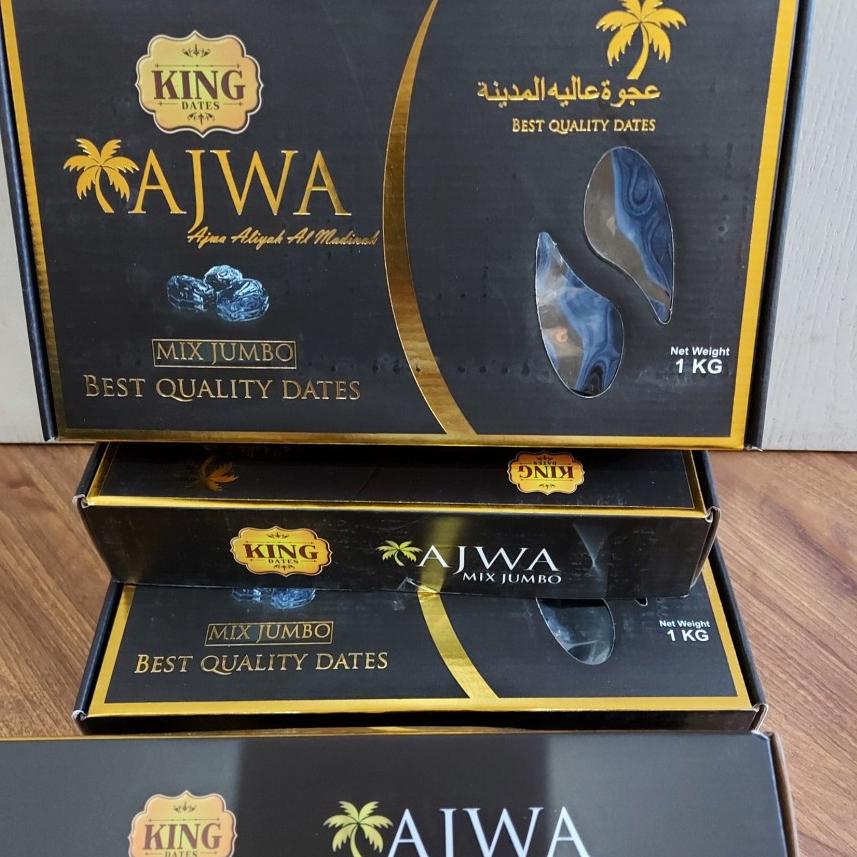 KING
DATES
AJWA
Ajwa Aliyah Al Madinah
MIX JUMBO
BEST QUALITY DATES
عجوة عاليه المدينة
BEST QUALITY DATES
Net Weight
1 KG
KING
DATES
KING
DATES
AJWA
MIX JUMBO
MIX JUMBO
BEST QUALITY DATES
Net Weight
1 KG
KING
DATES
AJWA